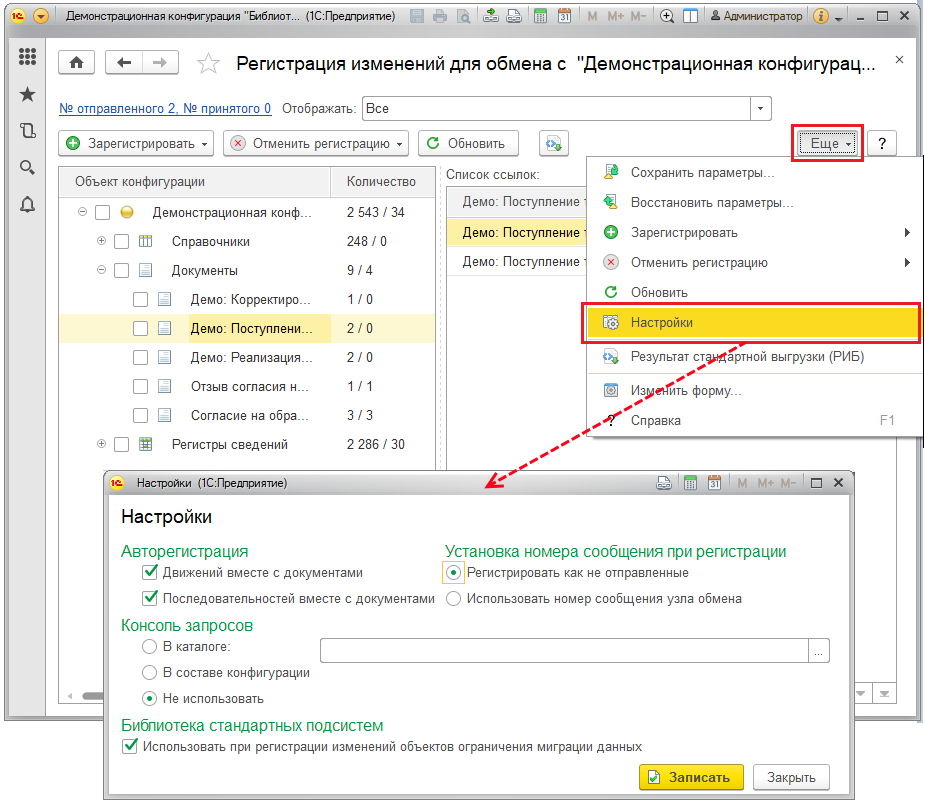 Демонстрационная конфигурация "Библиот... (1С:Предприятие) M M+ M- Администратор
Регистрация изменений для обмена с "Демонстрационная конфигурац...
№ отправленного 2, № принятого 0 Отображать: Все
Зарегистрировать Отменить регистрацию Обновить Еще ?
Объект конфигурации Количество Список ссылок:
Сохранить параметры...
Демонстрационная конф... 2 543 / 34 Демо: Поступление т
Восстановить параметры...
Справочники 248 / 0 Демо: Поступление
Зарегистрировать
Документы 9 / 4 Демо: Поступление т
Отменить регистрацию
Демо: Корректиро... 1 / 0
Обновить
Демо: Поступлени... 2 / 0
Настройки
Демо: Реализация... 2 / 0
Результат стандартной выгрузки (РИБ)
Отзыв согласия н... 1 / 1
Изменить форму...
Согласие на обра... 3 / 3
? Справка F1
Регистры сведений 2 286 / 30
Настройки (1С:Предприятие) M M+ M-
Настройки
Авторегистрация Установка номера сообщения при регистрации
Движений вместе с документами Регистрировать как не отправленные
Последовательностей вместе с документами Использовать номер сообщения узла обмена
Консоль запросов
В каталоге: ...
В составе конфигурации
Не использовать
Библиотека стандартных подсистем
Использовать при регистрации изменений объектов ограничения миграции данных
Записать Закрыть